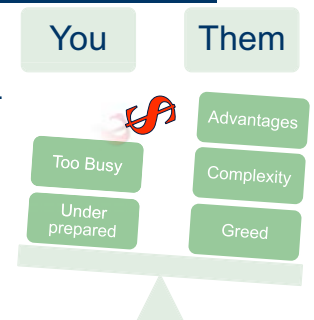 You
Them
$
Advantages
Too Busy
Complexity
Under
prepared
Greed